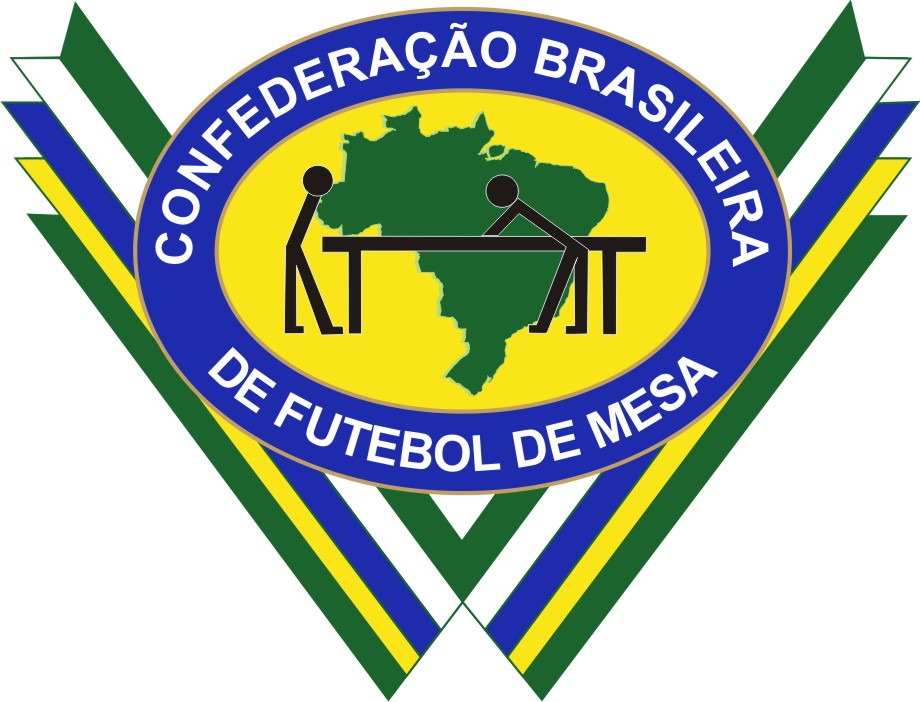 CONFEDERAÇÃO BRASILEIRA
DE FUTEBOL DE MESA